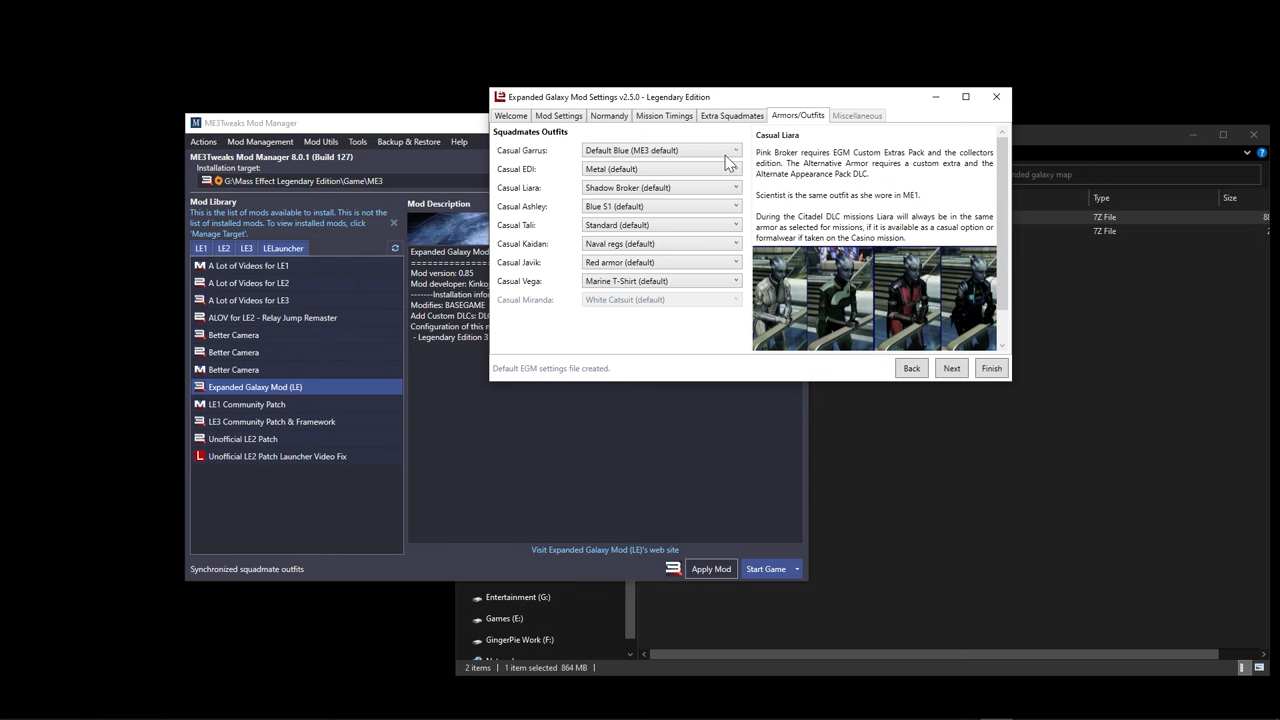 Expanded Galaxy Mod Settings v2.5.0 - Legendary Edition
Welcome
Mod Settings
Normandy
Mission Timings
Extra Squadmates
Armors/Outfits
Miscellaneous
Squadmates Outfits
Casual Garrus:
Default Blue (ME3 default)
Casual EDI:
Metal (default)
Casual Liara:
Shadow Broker (default)
Casual Ashley:
Blue S1 (default)
Casual Tali:
Standard (default)
Casual Kaidan:
Naval regs (default)
Casual Javik:
Red armor (default)
Casual Vega:
Marine T-Shirt (default)
Casual Miranda:
White Catsuit (default)
Casual Liara
Pink Broker requires EGM Custom Extras Pack and the collectors
edition. The Alternative Armor requires a custom extra and the
Alternate Appearance Pack DLC.
Scientist is the same outfit as she wore in ME1.
During the Citadel DLC missions Liara will always be in the same
armor as selected for missions, if it is available as a casual option or
formalwear if taken on the Casino mission.
Default EGM settings file created.
Back
Next
Finish
ME3Tweaks Mod Manager
Actions
Mod Management
Mod Utils
Tools
Backup & Restore
Help
ME3Tweaks Mod Manager 8.0.1 (Build 127)
Installation target:
G:\Mass Effect Legendary Edition\Game\ME3
Mod Library
This is the list of mods available to install. This is not the
list of installed mods. To view installed mods, click
'Manage Target'.
LE1
LE2
LE3
LELauncher
A Lot of Videos for LE1
A Lot of Videos for LE2
A Lot of Videos for LE3
ALOV for LE2 - Relay Jump Remaster
Better Camera
Better Camera
Better Camera
Expanded Galaxy Mod (LE)
LE1 Community Patch
LE3 Community Patch & Framework
Unofficial LE2 Patch
Unofficial LE2 Patch Launcher Video Fix
Mod Description
Expanded Galaxy Mod
Mod version: 0.85
Mod developer: Kinko
-------Installation infor
Modifies: BASEGAME
Add Custom DLCs: DL
Configuration of this m
- Legendary Edition 3
Visit Expanded Galaxy Mod (LE)'s web site
Synchronized squadmate outfits
Apply Mod
Start Game
galaxy map
Type
Size
7Z File
7Z File
Entertainment (G:)
Games (E:)
GingerPie Work (F:)
2 items
1 item selected 864 MB